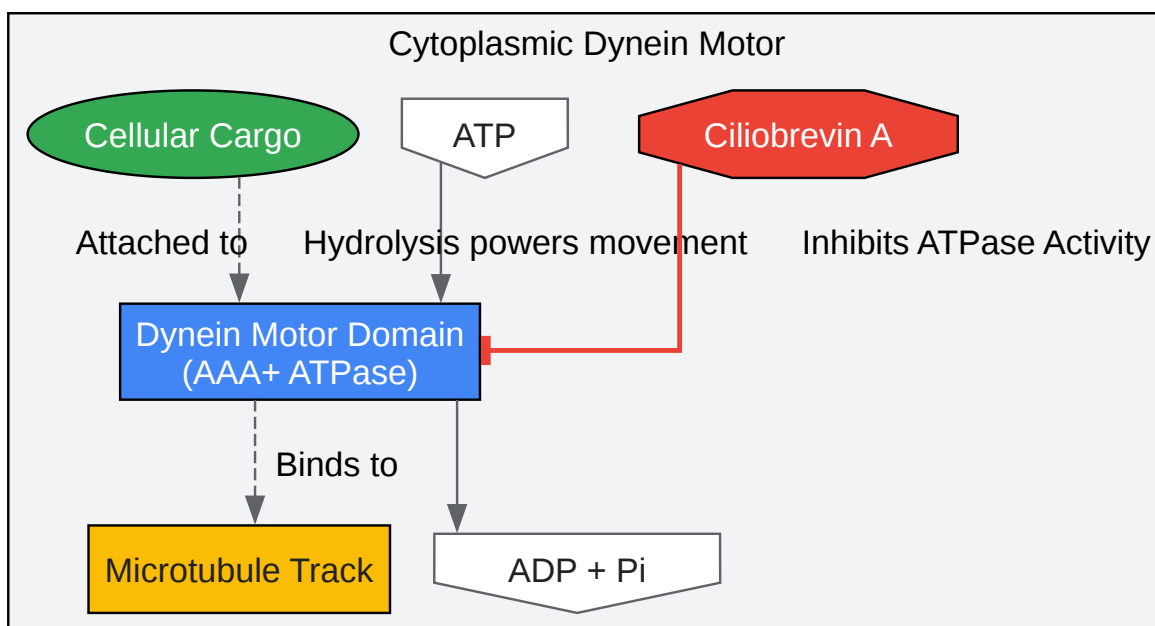 Cytoplasmic Dynein Motor
Cellular Cargo
ATP
Ciliobrevin A
Attached to
Hydrolysis powers movement
Inhibits ATPase Activity
Dynein Motor Domain
(AAA+ ATPase)
Binds to
Microtubule Track
ADP + Pi